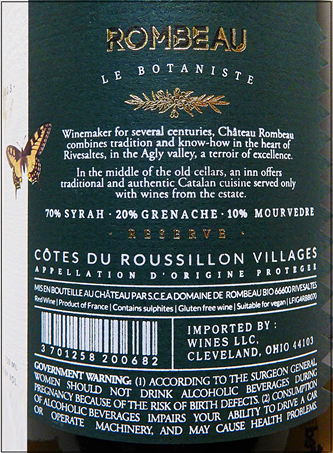 ROMBEAU
LE BOTANISTE
Winemaker for several centuries, Château Rombeau
combines tradition and know-how in the heart of
Rivesaltes, in the Agly valley, a terroir of excellence.
In the middle of the old cellars, an inn offers
traditional and authentic Catalan cuisine served only
with wines from the estate.
70% SYRAH · 20% GRENACHE · 10% MOURVEDRE
RESERVE
CÔTES DU ROUSSILLON VILLAGES
APPELLATION D'ORIGINE PROTEGEE
MIS EN BOUTEILLE AU CHÂTEAU PAR S.C.E.A DOMAINE DE ROMBEAU BIO 66600 RIVESALTES
Red Wine | Product of France | Contains sulphites | Gluten free wine | Suitable for vegan |
3 701258 200682
IMPORTED BY:
WINES LLC,
CLEVELAND, OHIO 44103
GOVERNMENT WARNING: (1) ACCORDING TO THE SURGEON GENERAL,
WOMEN SHOULD NOT DRINK ALCOHOLIC BEVERAGES DURING
PREGNANCY BECAUSE OF THE RISK OF BIRTH DEFECTS. (2) CONSUMPTION
OF ALCOHOLIC BEVERAGES IMPAIRS YOUR ABILITY TO DRIVE A CAR
OR OPERATE MACHINERY, AND MAY CAUSE HEALTH PROBLEMS.